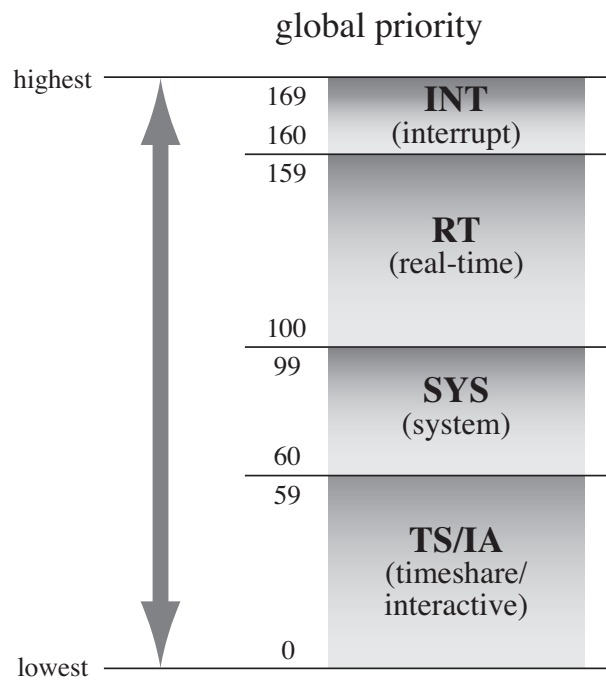 global priority
highest
169
INT
160
(interrupt)
159
RT
(real-time)
100
99
SYS
(system)
60
59
TS/IA
(timeshare/
interactive)
0
lowest